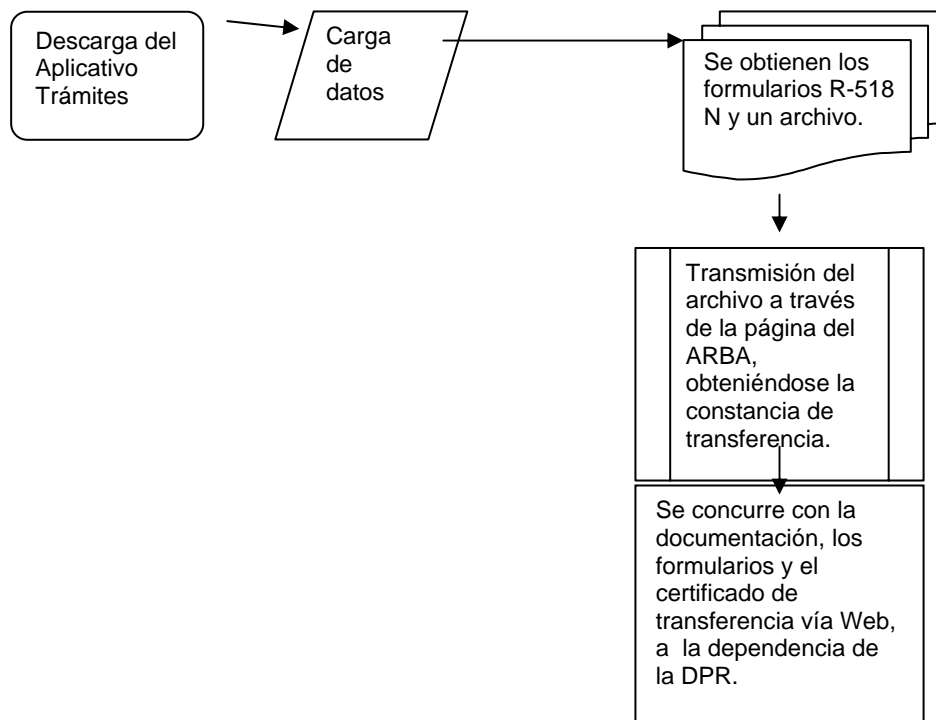 Descarga del
Aplicativo
Trámites
Carga
de
datos
Se obtienen los
formularios R-518
N y un archivo.
Transmisión del
archivo a través
de la página del
ARBA,
obteniéndose la
constancia de
transferencia.
Se concurre con la
documentación, los
formularios y el
certificado de
transferencia vía Web,
a la dependencia de
la DPR.